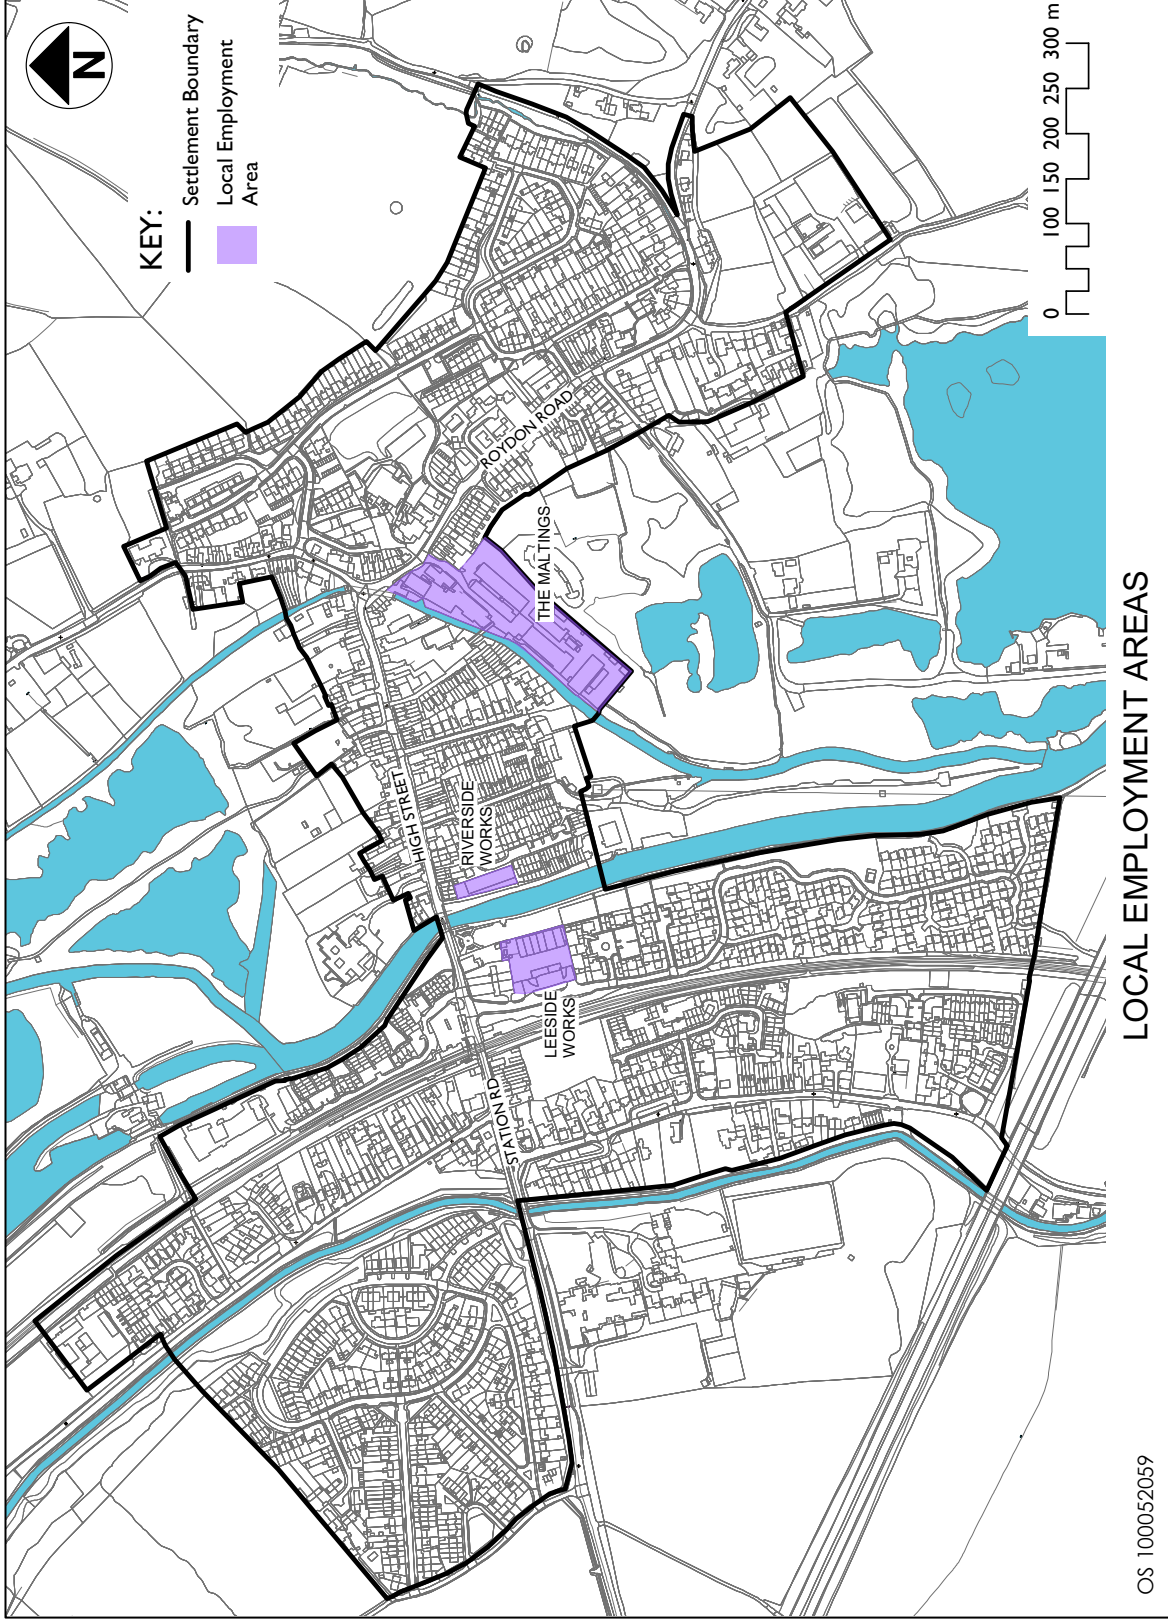 N
KEY:
Settlement Boundary
Local Employment
Area
ROYDON ROAD
THE MALTINGS
HIGH STREET
RIVERSIDE
WORKS
LEESIDE
WORKS
STATION RD
0 100 150 200 250 300 m
LOCAL EMPLOYMENT AREAS
OS 100052059